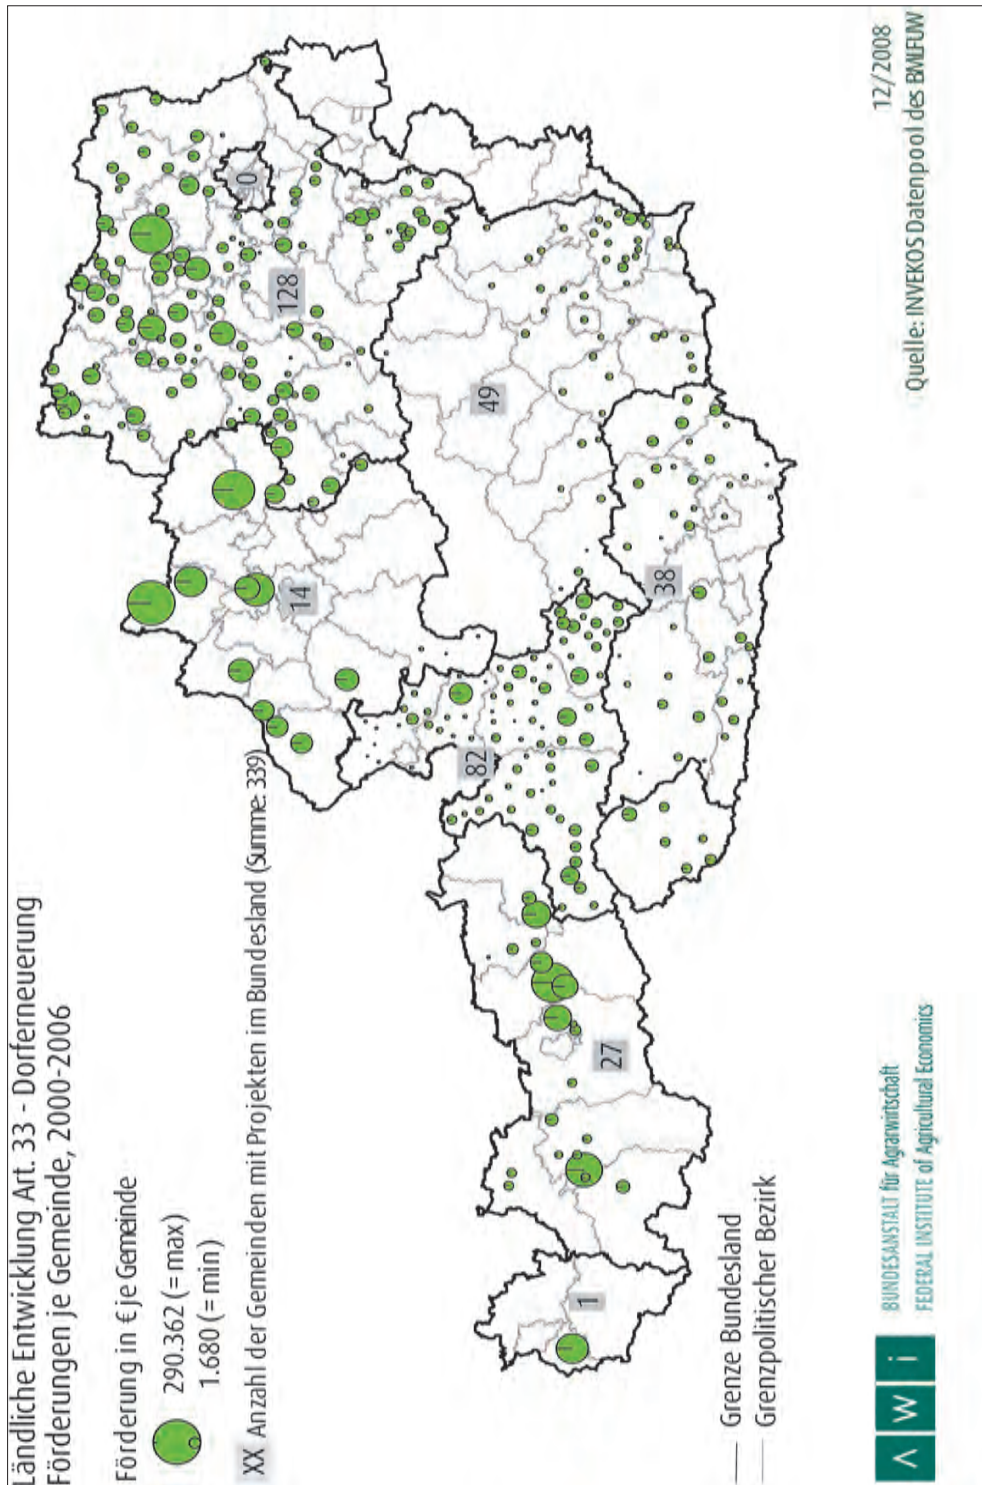 Ländliche Entwicklung Art. 33 - Dorferneuerung
Förderungen je Gemeinde, 2000-2006
Förderung in € je Gemeinde
290.362 (= max)
1.680 (= min)
XX Anzahl der Gemeinden mit Projekten im Bundesland (Summe: 339)
128
0
14
49
82
38
27
1
Grenze Bundesland
Grenzpolitischer Bezirk
A W i
BUNDESANSTALT für Agrarwirtschaft
FEDERAL INSTITUTE of Agricultural Economics
12/2008
Quelle: INVEKOS Datenpool des BMLFUW